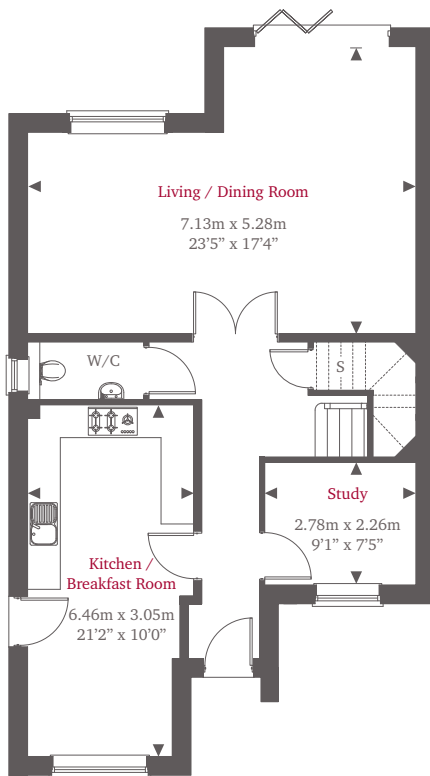 Living / Dining Room
7.13m x 5.28m
23’5” x 17’4”
W/C
S
Study
2.78m x 2.26m
9’1” x 7’5”
Kitchen /
Breakfast Room
6.46m x 3.05m
21’2” x 10’0”